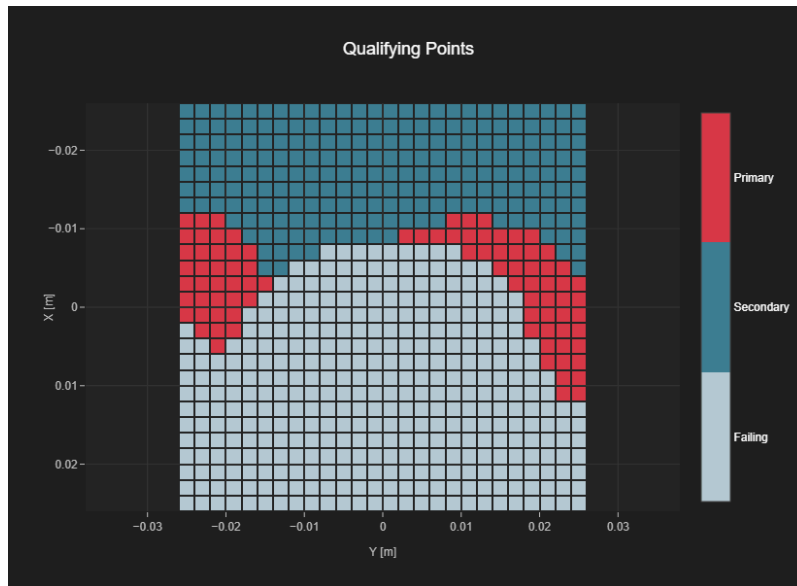 Qualifying Points
−0.02
−0.01
0
0.01
0.02
X [m]
−0.03
−0.02
−0.01
0
0.01
0.02
0.03
Y [m]
Primary
Secondary
Failing